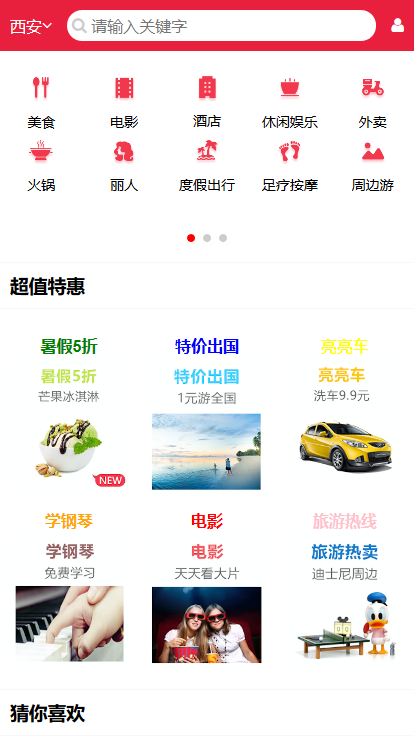 西安
请输入关键字
美食 电影 酒店 休闲娱乐 外卖
火锅 丽人 度假出行 足疗按摩 周边游
超值特惠
暑假5折 特价出国 亮亮车
暑假5折 特价出国 亮亮车
芒果冰淇淋 1元游全国 洗车9.9元
NEW
学钢琴 电影 旅游热线
学钢琴 电影 旅游热卖
免费学习 天天看大片 迪士尼周边
猜你喜欢